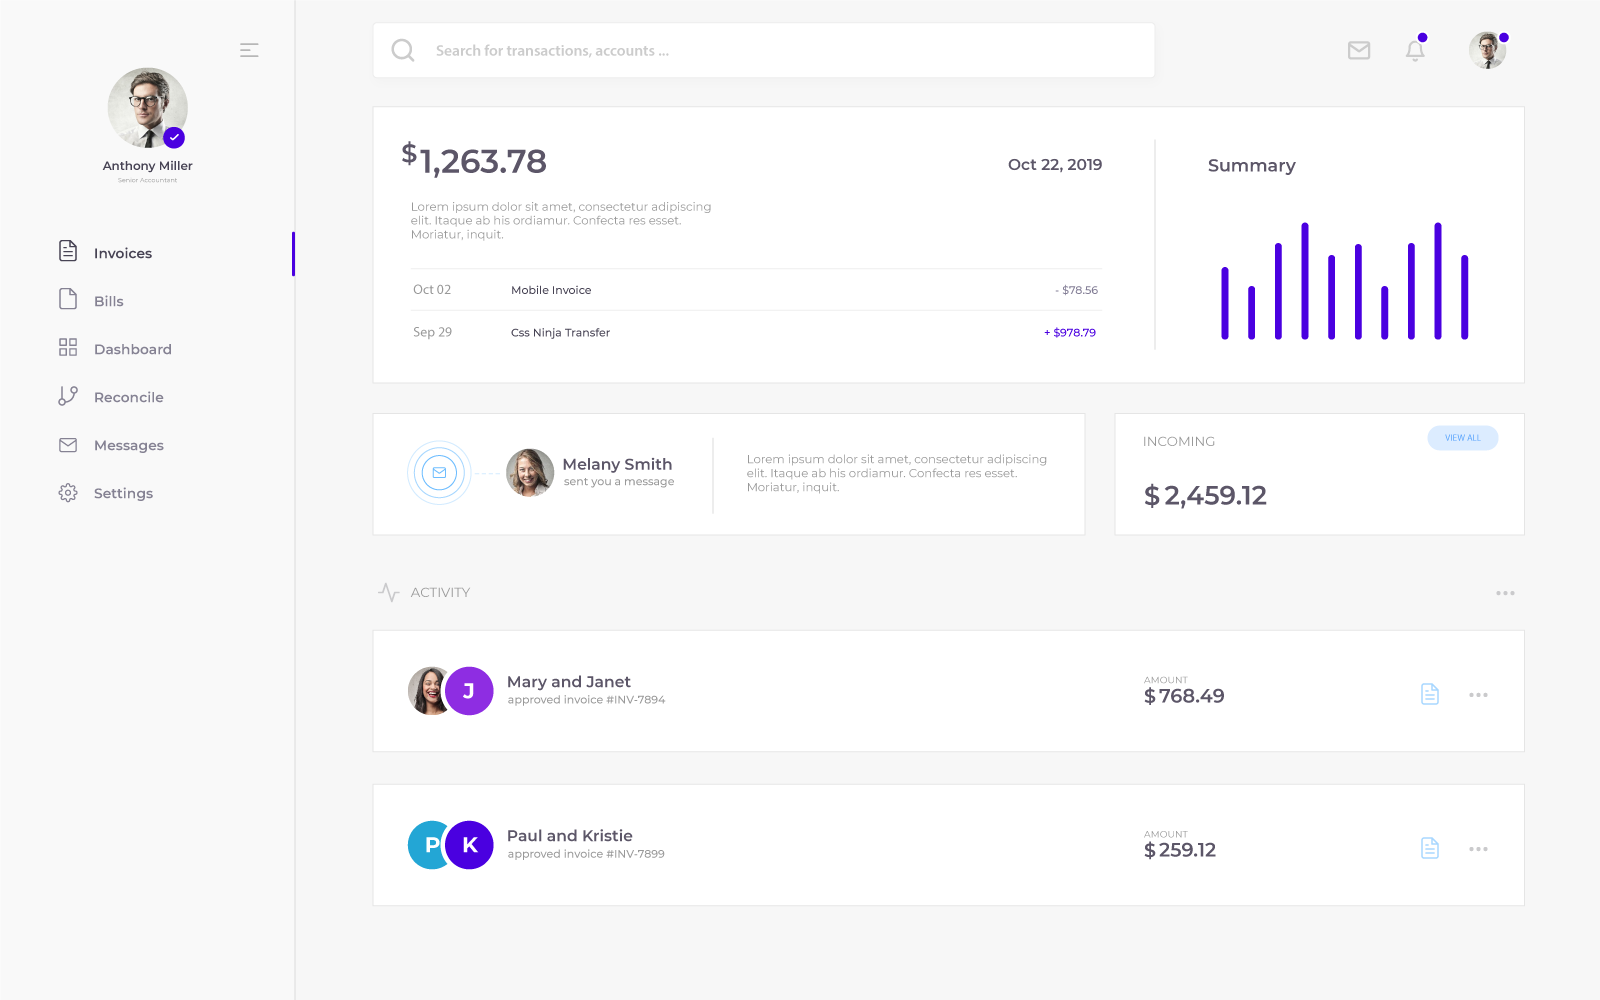 Search for transactions, accounts ...
Anthony Miller
Senior Accountant
Invoices
Bills
Dashboard
Reconcile
Messages
Settings
$1,263.78
Oct 22, 2019
Lorem ipsum dolor sit amet, consectetur adipiscing
elit. Itaque ab his ordiamur. Confecta res esset.
Moriatur, inquit.
Oct 02 Mobile Invoice - $78.56
Sep 29 Css Ninja Transfer + $978.79
Summary
Melany Smith
sent you a message
Lorem ipsum dolor sit amet, consectetur adipiscing
elit. Itaque ab his ordiamur. Confecta res esset.
Moriatur, inquit.
INCOMING
VIEW ALL
$ 2,459.12
ACTIVITY
J
Mary and Janet
approved invoice #INV-7894
AMOUNT
$ 768.49
P K
Paul and Kristie
approved invoice #INV-7899
AMOUNT
$ 259.12